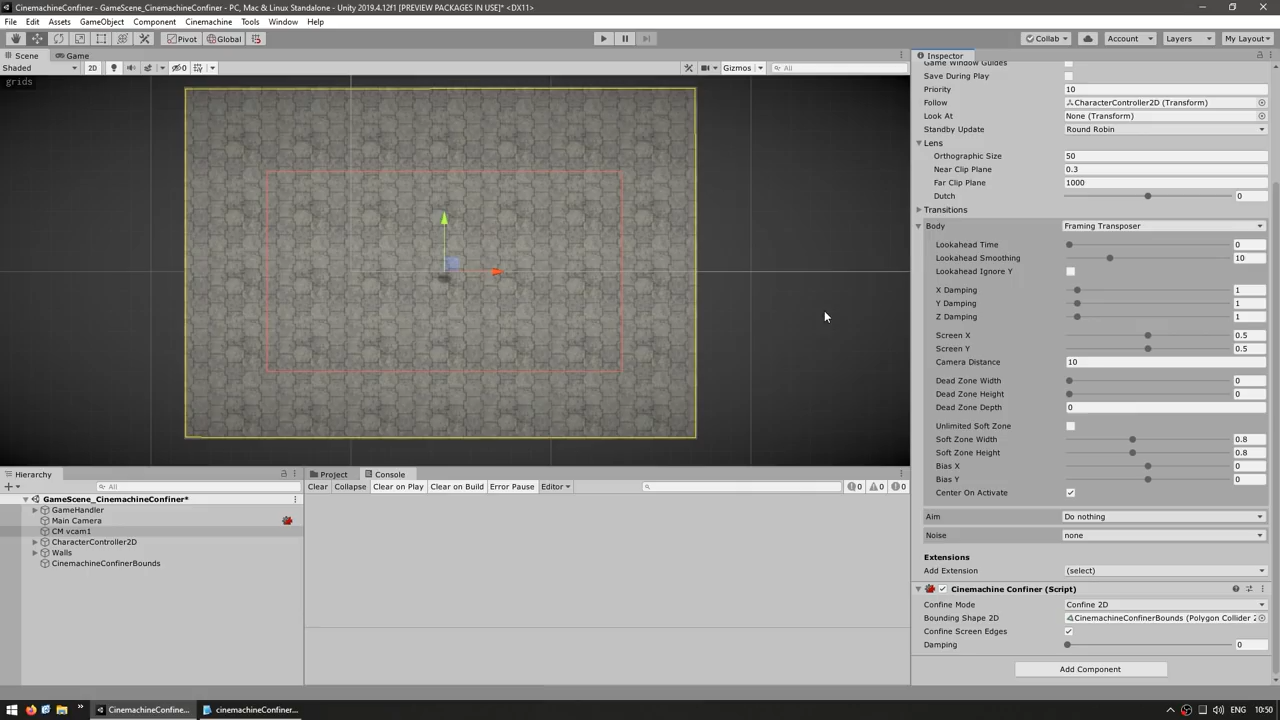 CinemachineConfiner - GameScene_CinemachineConfiner - PC, Mac & Linux Standalone - Unity 2019.4.12f1 [PREVIEW PACKAGES IN USE]* <DX11>
File Edit Assets GameObject Component Cinemachine Tools Window Help
Pivot Global Collab Account Layers My Layout
Scene Game
Shaded 2D 0 Gizmos All
grids
Inspector
Game Window Guides
Save During Play
Priority 10
Follow CharacterController2D (Transform)
Look At None (Transform)
Standby Update Round Robin
Lens
Orthographic Size 50
Near Clip Plane 0.3
Far Clip Plane 1000
Dutch 0
Transitions
Body Framing Transposer
Lookahead Time 0
Lookahead Smoothing 10
Lookahead Ignore Y
X Damping 1
Y Damping 1
Z Damping 1
Screen X 0.5
Screen Y 0.5
Camera Distance 10
Dead Zone Width 0
Dead Zone Height 0
Dead Zone Depth 0
Unlimited Soft Zone
Soft Zone Width 0.8
Soft Zone Height 0.8
Bias X 0
Bias Y 0
Center On Activate
Aim Do nothing
Noise none
Extensions
Add Extension (select)
Cinemachine Confiner (Script)
Confine Mode Confine 2D
Bounding Shape 2D CinemachineConfinerBounds (Polygon Collider 2
Confine Screen Edges
Damping 0
Add Component
Hierarchy
All
GameScene_CinemachineConfiner*
GameHandler
Main Camera
CM vcam1
CharacterController2D
Walls
CinemachineConfinerBounds
Project Console
Clear Collapse Clear on Play Clear on Build Error Pause Editor 0 0 0
CinemachineConfine... cinemachineConfiner... ENG 10:50